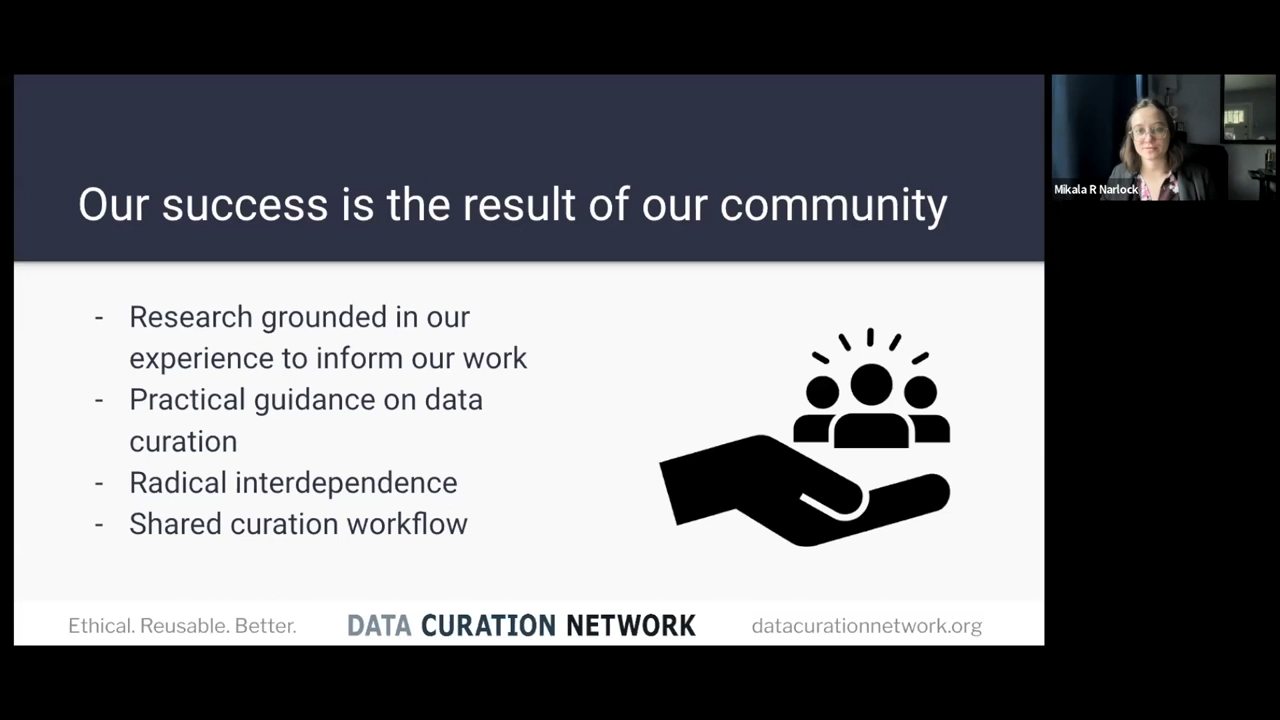 Our success is the result of our community
Mikala R Narlock
- Research grounded in our
experience to inform our work
- Practical guidance on data
curation
- Radical interdependence
- Shared curation workflow
Ethical. Reusable. Better.
DATA CURATION NETWORK
datacurationnetwork.org